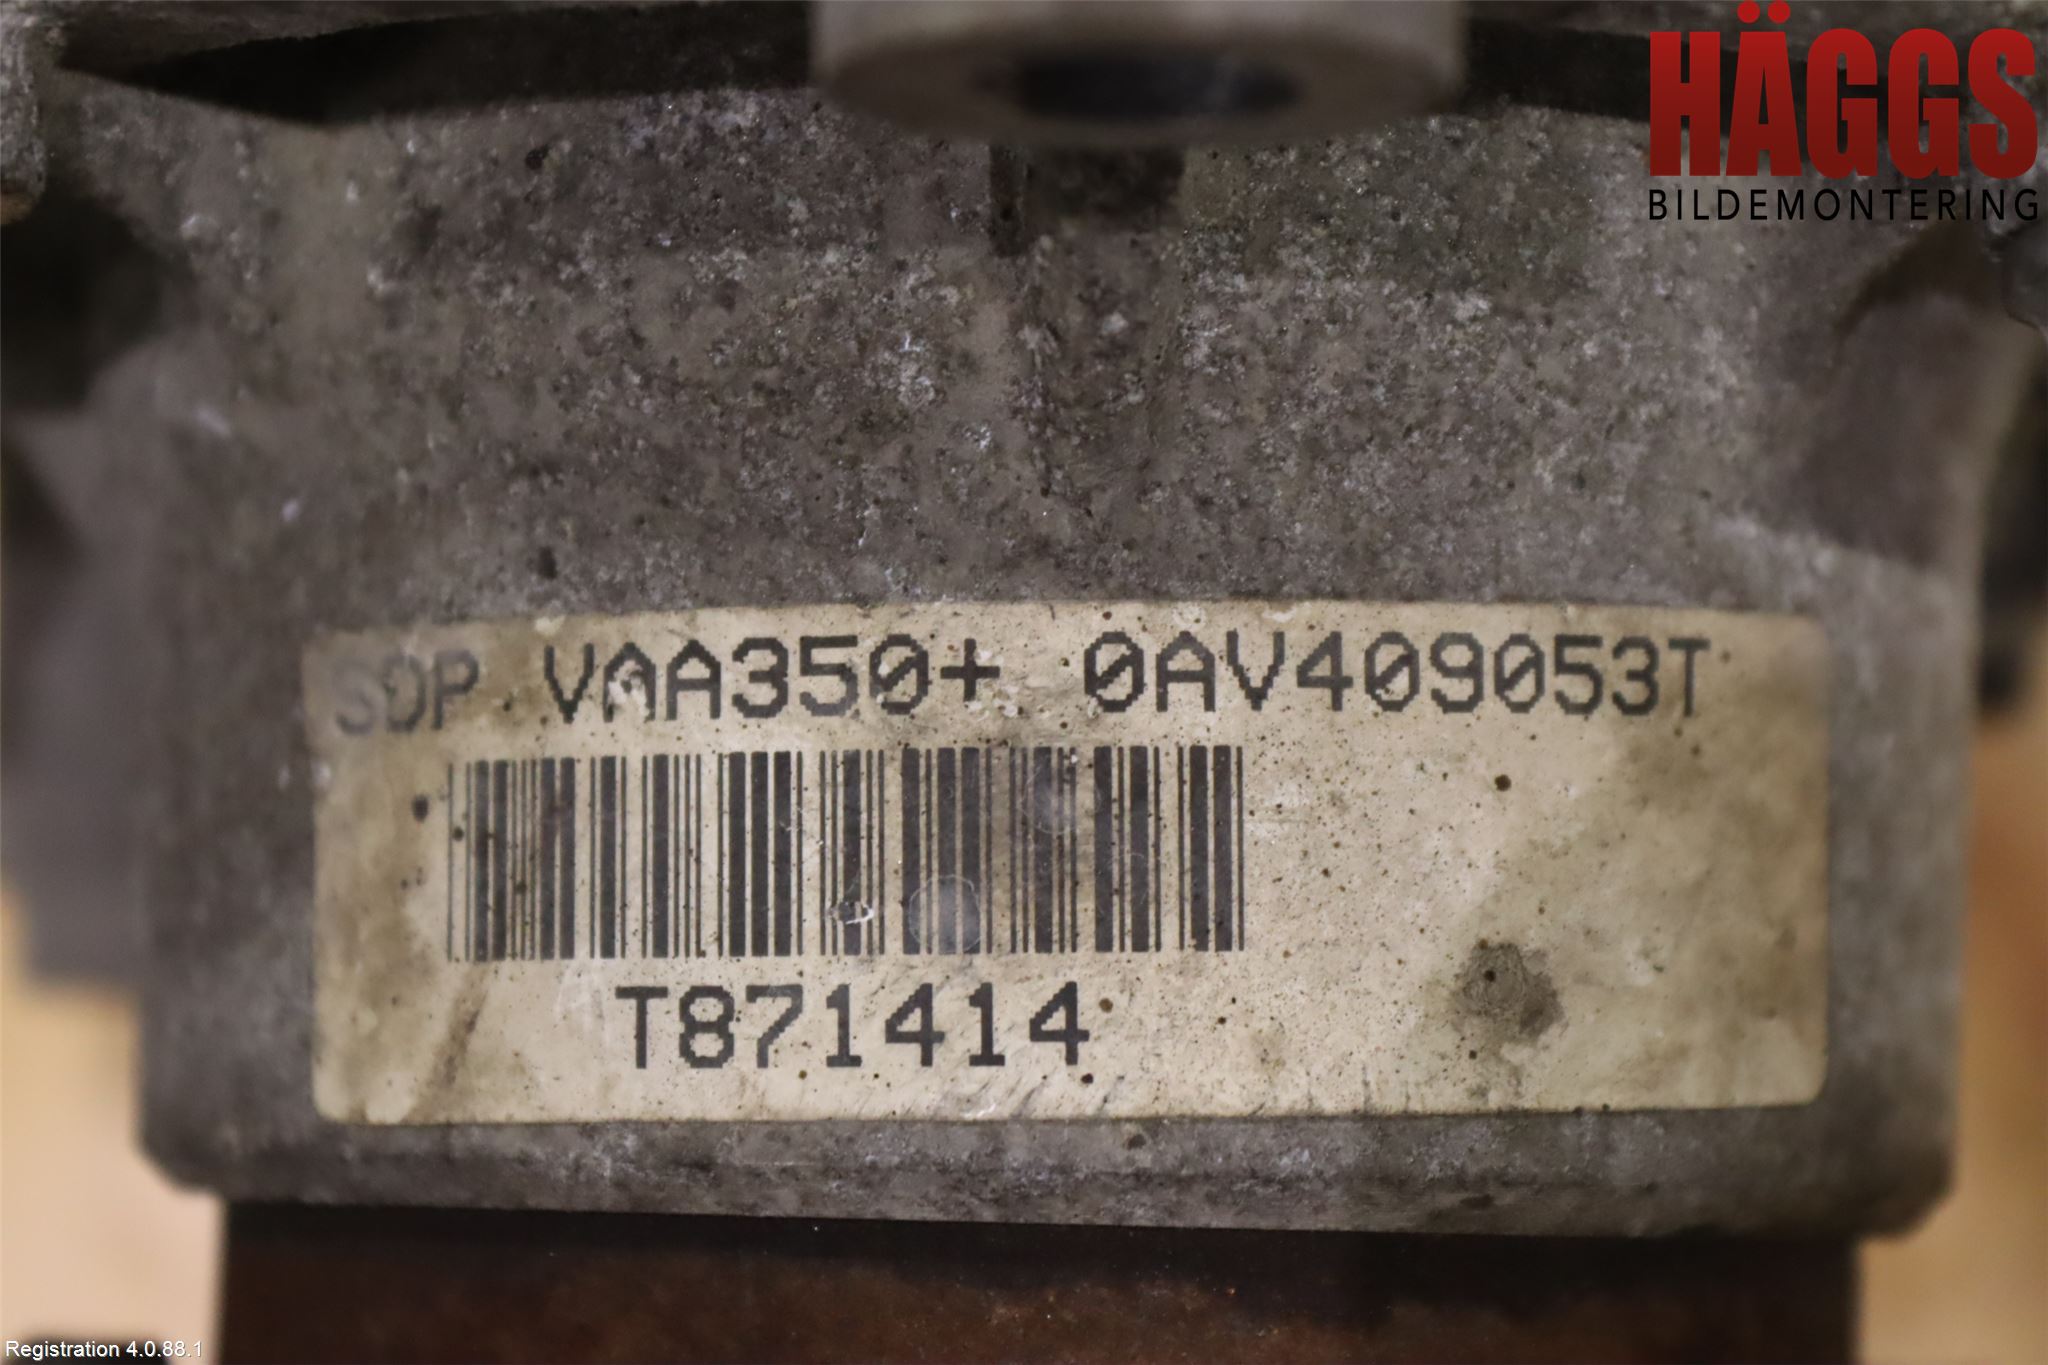 HÄGGS
BILDEMONTERING
SDP VAA350+ 0AV409053T
T871414
Registration 4.0.88.1